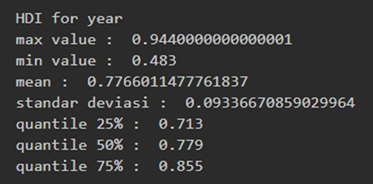 HDI for year
max value :  0.9440000000000001
min value :  0.483
mean :  0.7766011477761837
standar deviasi :  0.09336670859029964
quantile 25% :  0.713
quantile 50% :  0.779
quantile 75% :  0.855